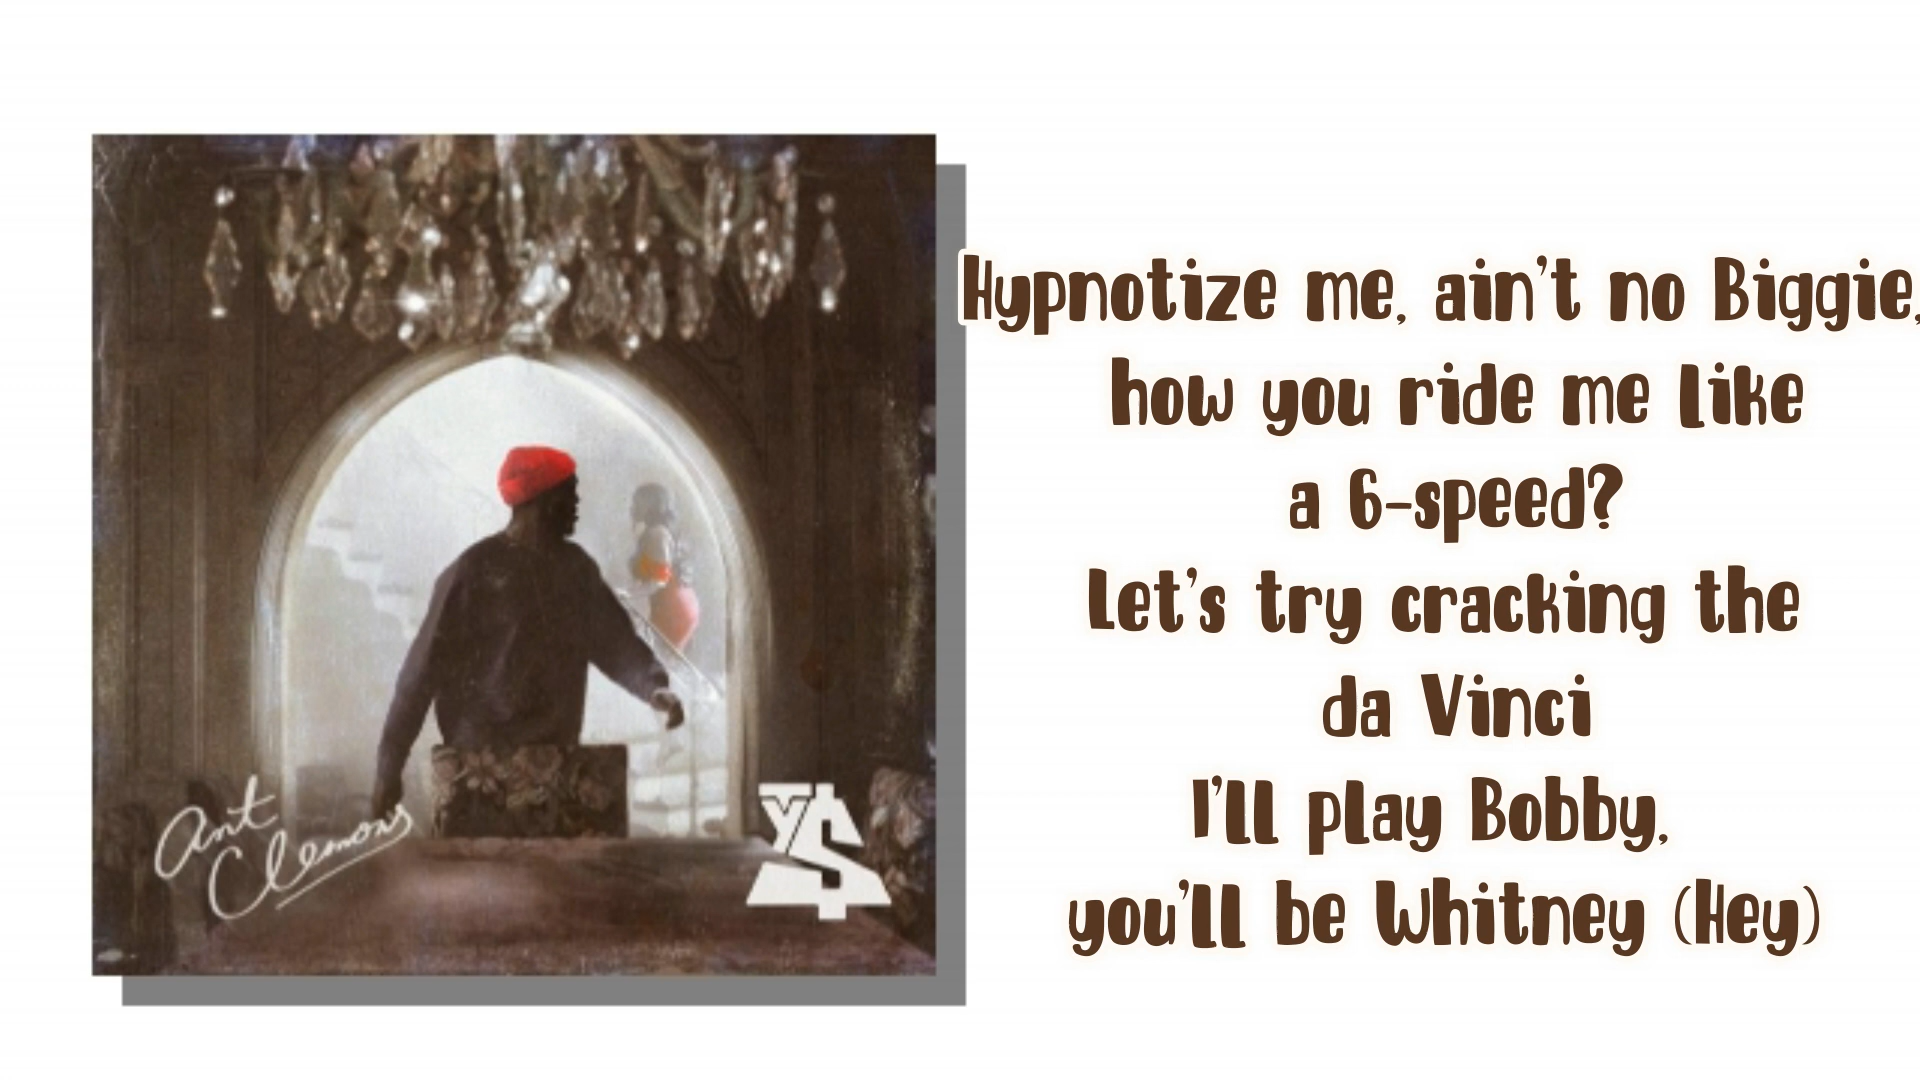 Hypnotize me, ain't no Biggie,
how you ride me like
a 6-speed?
Let's try cracking the
da Vinci
I'll play Bobby,
you'll be Whitney (Hey)
Ant
Clemons
TY$